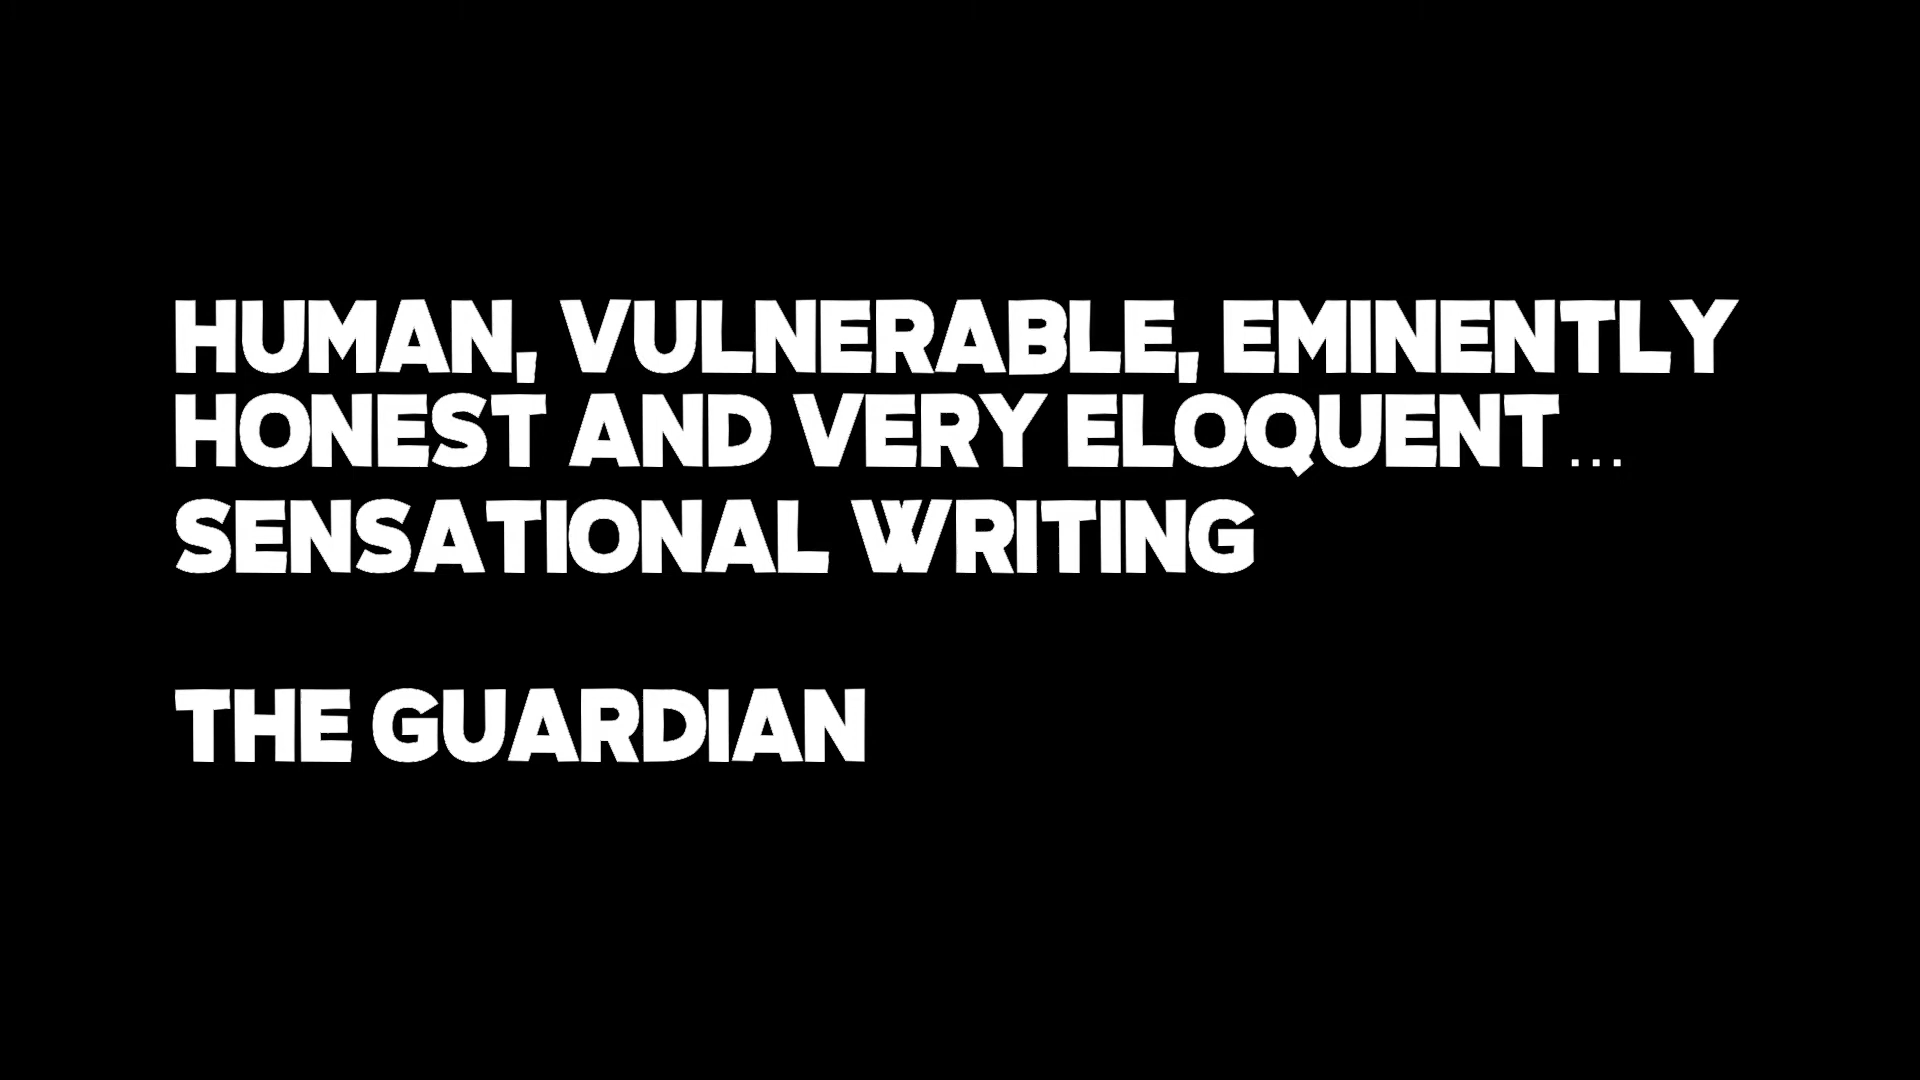 HUMAN, VULNERABLE, EMINENTLY
HONEST AND VERY ELOQUENT...
SENSATIONAL WRITING
THE GUARDIAN